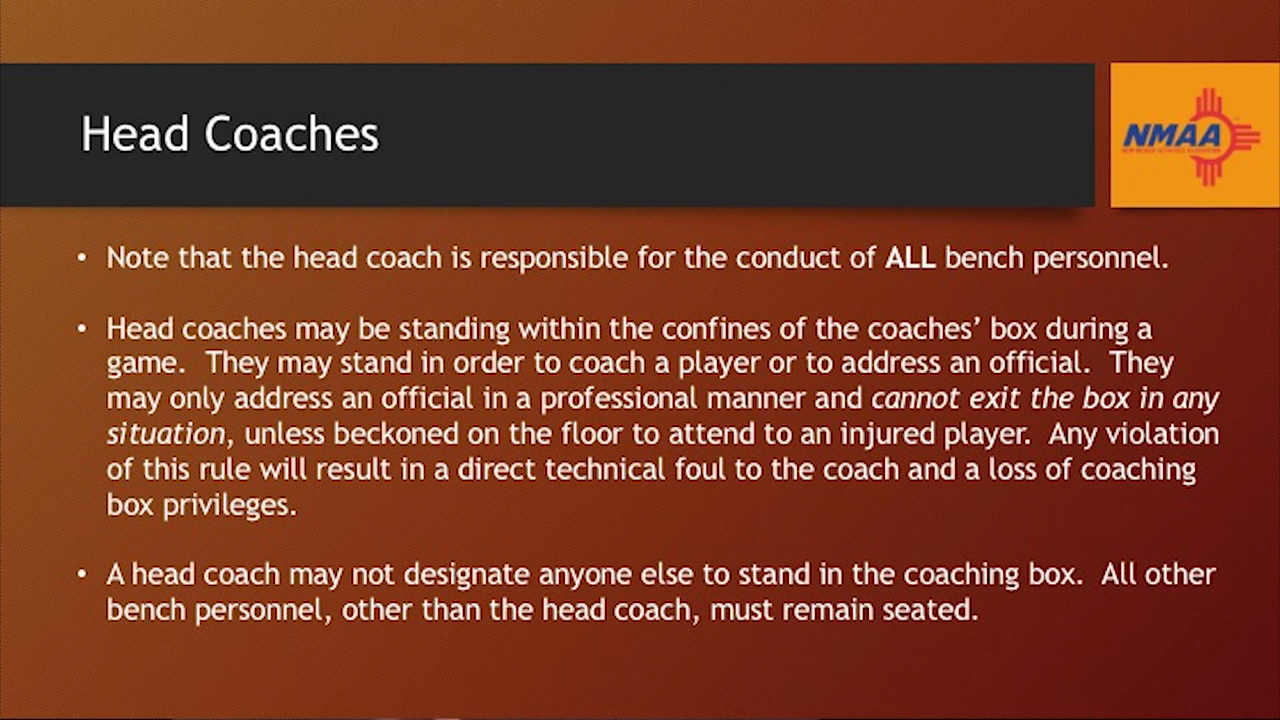 Head Coaches
NMAA
• Note that the head coach is responsible for the conduct of ALL bench personnel.
• Head coaches may be standing within the confines of the coaches’ box during a
game.  They may stand in order to coach a player or to address an official.  They
may only address an official in a professional manner and cannot exit the box in any
situation, unless beckoned on the floor to attend to an injured player.  Any violation
of this rule will result in a direct technical foul to the coach and a loss of coaching
box privileges.
• A head coach may not designate anyone else to stand in the coaching box.  All other
bench personnel, other than the head coach, must remain seated.